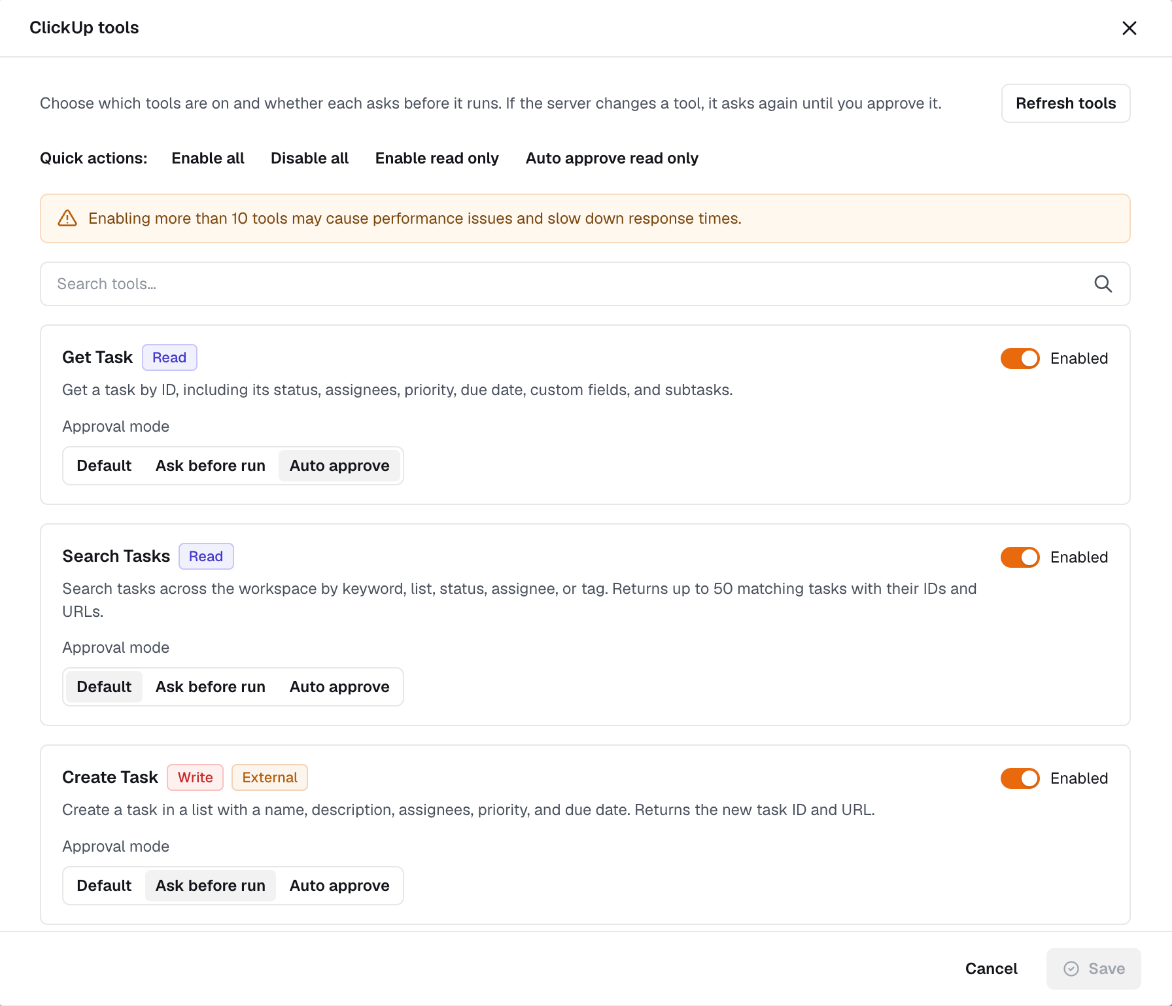 ClickUp tools
Choose which tools are on and whether each asks before it runs. If the server changes a tool, it asks again until you approve it.
Refresh tools
Quick actions: Enable all Disable all Enable read only Auto approve read only
Enabling more than 10 tools may cause performance issues and slow down response times.
Search tools...
Get Task Read Enabled
Get a task by ID, including its status, assignees, priority, due date, custom fields, and subtasks.
Approval mode
Default Ask before run Auto approve
Search Tasks Read Enabled
Search tasks across the workspace by keyword, list, status, assignee, or tag. Returns up to 50 matching tasks with their IDs and
URLs.
Approval mode
Default Ask before run Auto approve
Create Task Write External Enabled
Create a task in a list with a name, description, assignees, priority, and due date. Returns the new task ID and URL.
Approval mode
Default Ask before run Auto approve
Cancel Save